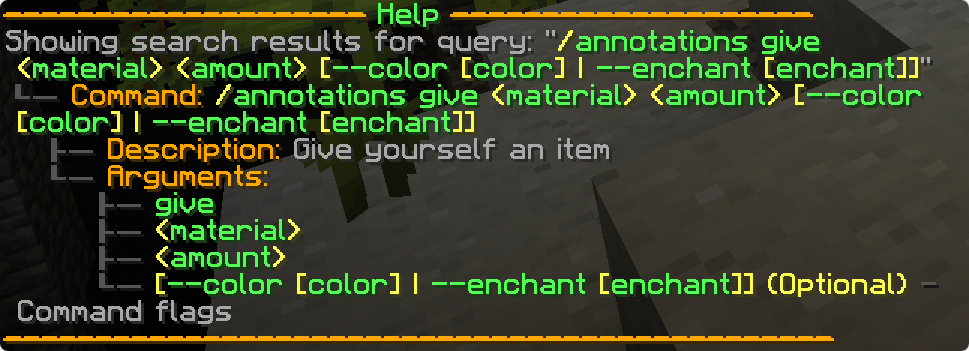 Help
Showing search results for query: "/annotations give
<material> <amount> [--color [color] | --enchant [enchant]]"
Command: /annotations give <material> <amount> [--color
[color] | --enchant [enchant]]
Description: Give yourself an item
Arguments:
give
<material>
<amount>
[--color [color] | --enchant [enchant]] (Optional) -
Command flags